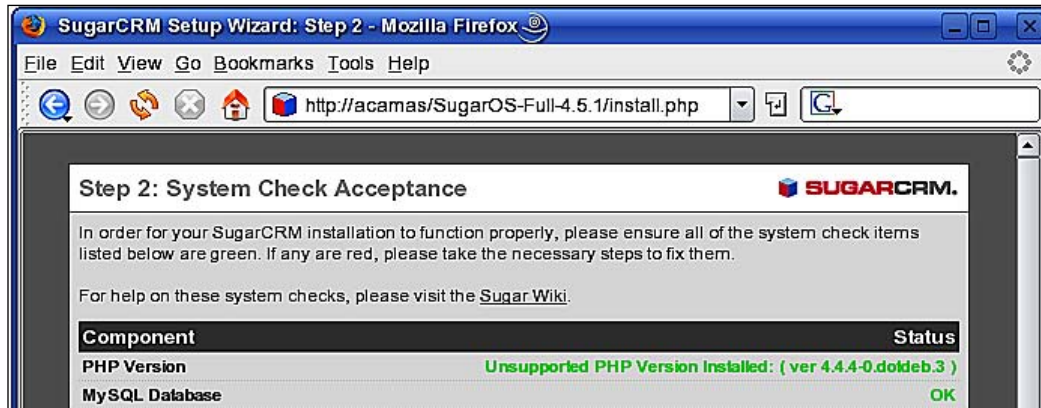 SugarCRM Setup Wizard: Step 2 - Mozilla Firefox
File Edit View Go Bookmarks Tools Help
http://acamas/SugarOS-Full-4.5.1/install.php
G
Step 2: System Check Acceptance
SUGARCRM.
In order for your SugarCRM installation to function properly, please ensure all of the system check items
listed below are green. If any are red, please take the necessary steps to fix them.
For help on these system checks, please visit the Sugar Wiki.
Component Status
PHP Version Unsupported PHP Version Installed: ( ver 4.4.4-0.dotdeb.3 )
MySQL Database OK